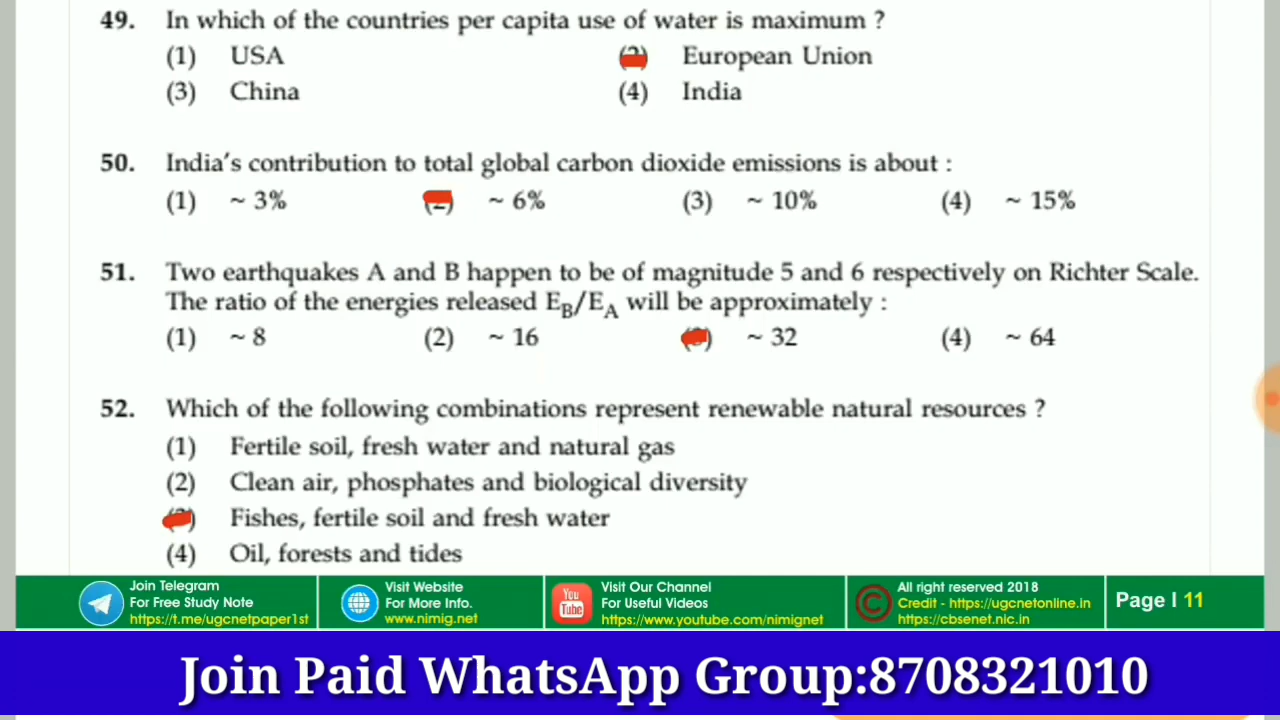 49. In which of the countries per capita use of water is maximum ?
(1) USA (2) European Union
(3) China (4) India
50. India's contribution to total global carbon dioxide emissions is about :
(1) ~ 3% (2) ~ 6% (3) ~ 10% (4) ~ 15%
51. Two earthquakes A and B happen to be of magnitude 5 and 6 respectively on Richter Scale.
The ratio of the energies released EB/EA will be approximately :
(1) ~ 8 (2) ~ 16 ~ 32 (4) ~ 64
52. Which of the following combinations represent renewable natural resources ?
(1) Fertile soil, fresh water and natural gas
(2) Clean air, phosphates and biological diversity
Fishes, fertile soil and fresh water
(4) Oil, forests and tides
Join Telegram
For Free Study Note
https://t.me/ugcnetpaper1st
Visit Website
For More Info.
www.nimig.net
You
Tube
Visit Our Channel
For Useful Videos
https://www.youtube.com/nimignet
C
All right reserved 2018
Credit - https://ugcnetonline.in
https://cbsenet.nic.in
Page I 11
Join Paid WhatsApp Group:8708321010